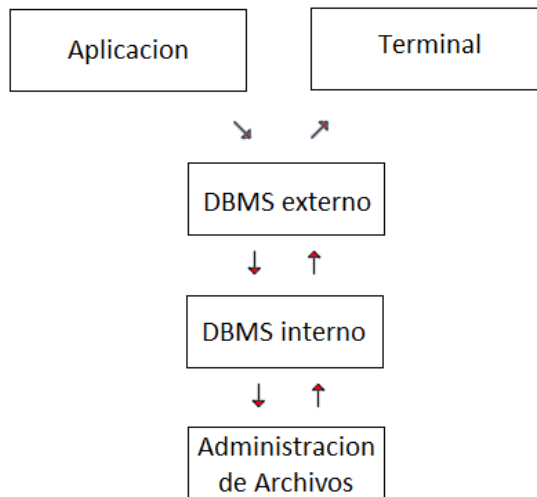 Aplicacion
Terminal
DBMS externo
DBMS interno
Administracion
de Archivos